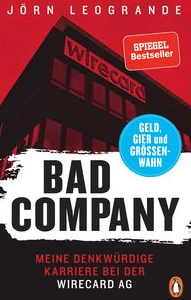 JÖRN LEOGRANDE
wirecard
SPIEGEL
Bestseller
GELD,
GIER und
GRÖSSEN-
WAHN
BAD
COMPANY
MEINE DENKWÜRDIGE
KARRIERE BEI DER
WIRECARD AG